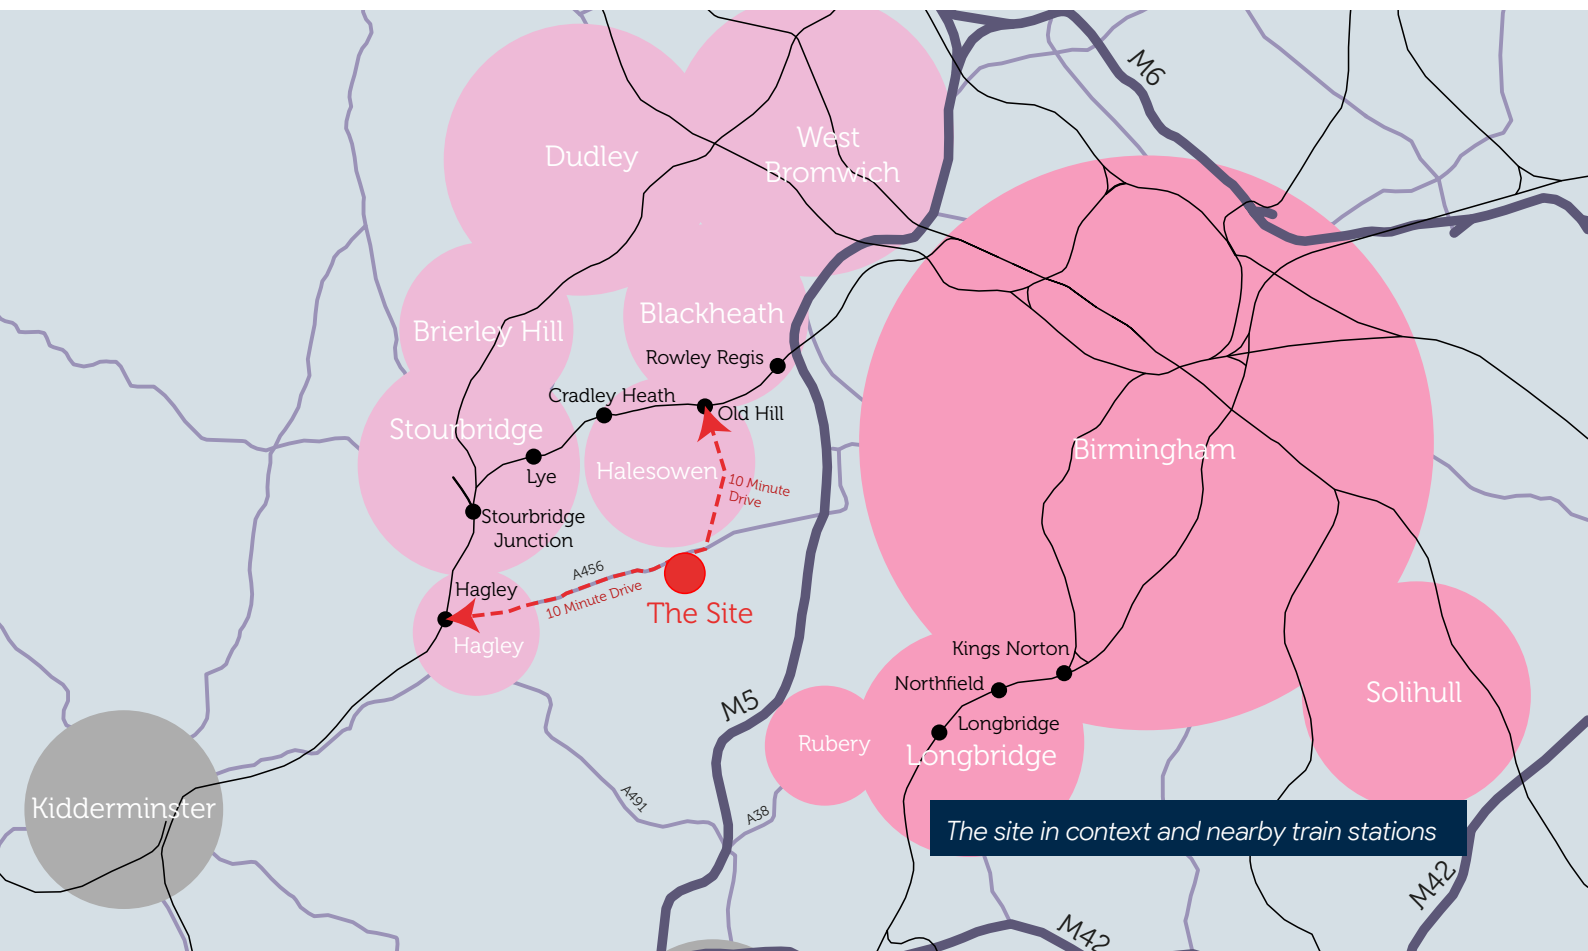 M6
West
Bromwich
Dudley
Blackheath
Brierley Hill
Rowley Regis
Cradley Heath
Old Hill
Stourbridge
Halesowen
Birmingham
Lye
10 Minute
Drive
Stourbridge
Junction
A456
Hagley
10 Minute Drive
The Site
Hagley
Kings Norton
Northfield
Solihull
M5
Longbridge
Rubery
Longbridge
A491
Kidderminster
A38
The site in context and nearby train stations
M42
M42